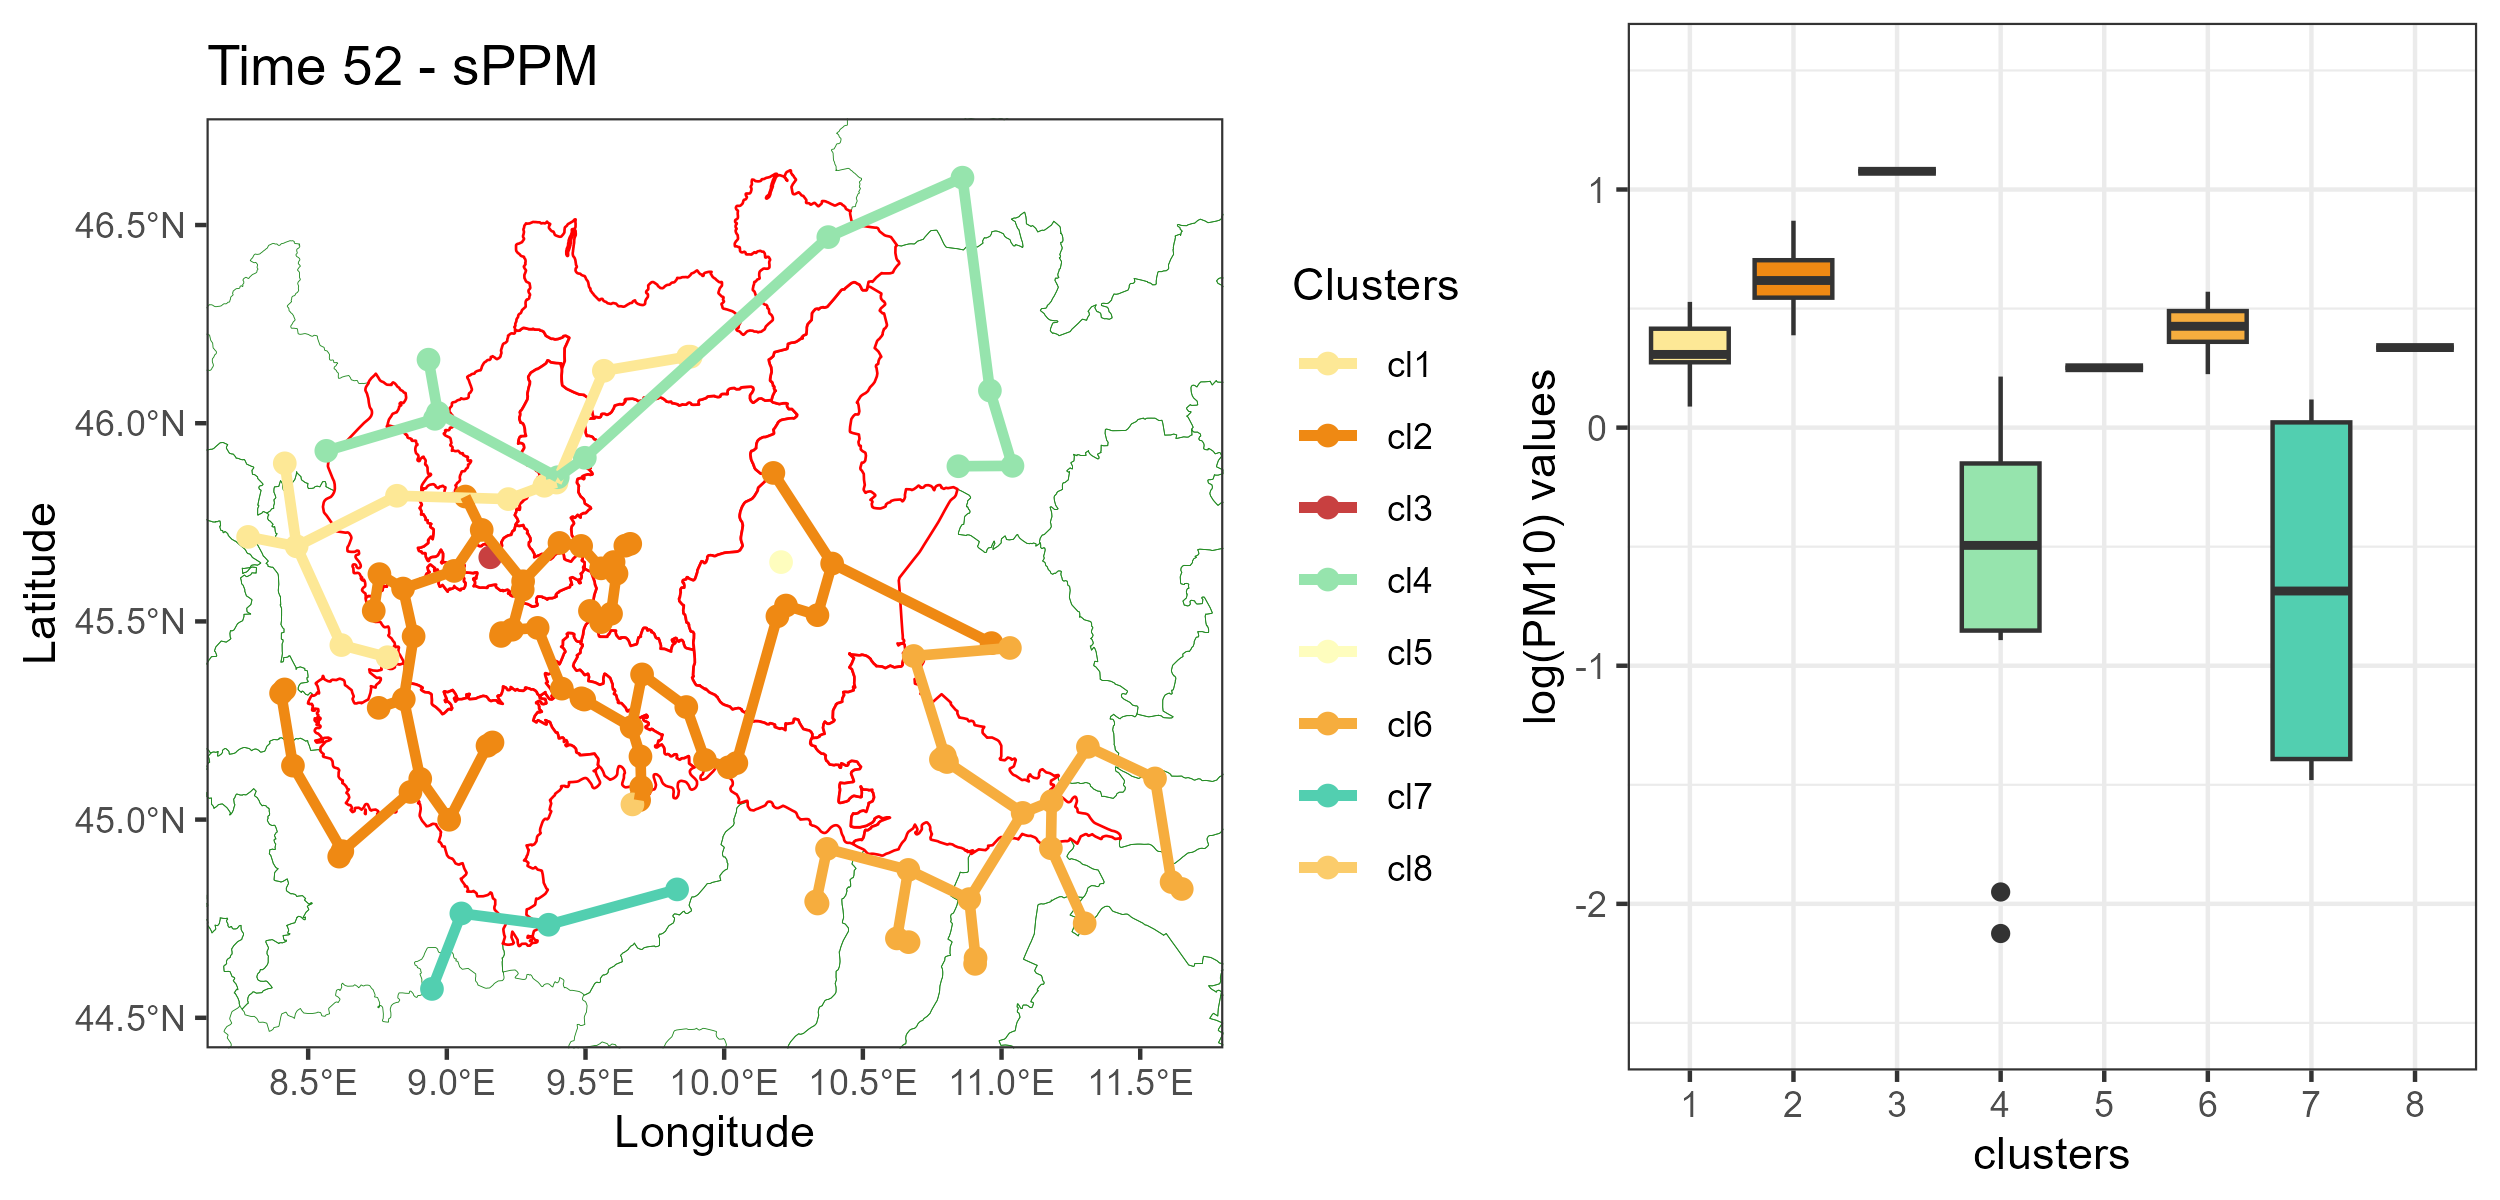 Time 52 - sPPM
46.5°N
46.0°N
45.5°N
45.0°N
44.5°N
Latitude
8.5°E
9.0°E
9.5°E
10.0°E
10.5°E
11.0°E
11.5°E
Longitude
Clusters
cl1
cl2
cl3
cl4
cl5
cl6
cl7
cl8
log(PM10) values
1
0
-1
-2
1
2
3
4
5
6
7
8
clusters